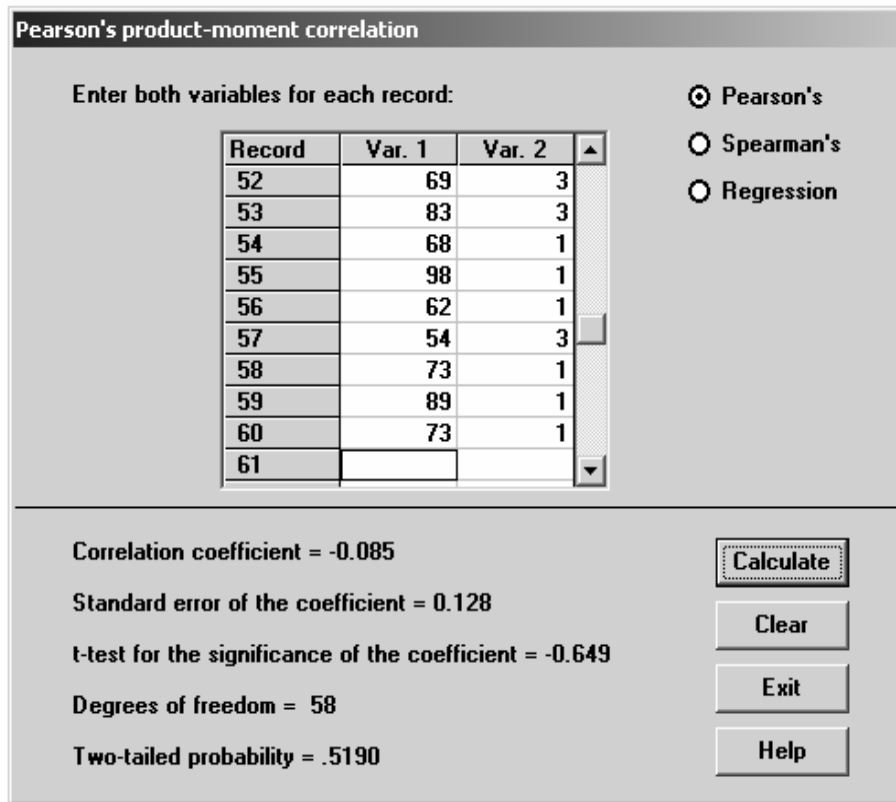 Pearson's product-moment correlation
Enter both variables for each record:
Pearson's
Spearman's
Regression
Record Var. 1 Var. 2
52 69 3
53 83 3
54 68 1
55 98 1
56 62 1
57 54 3
58 73 1
59 89 1
60 73 1
61
Correlation coefficient = -0.085
Standard error of the coefficient = 0.128
t-test for the significance of the coefficient = -0.649
Degrees of freedom = 58
Two-tailed probability = .5190
Calculate
Clear
Exit
Help